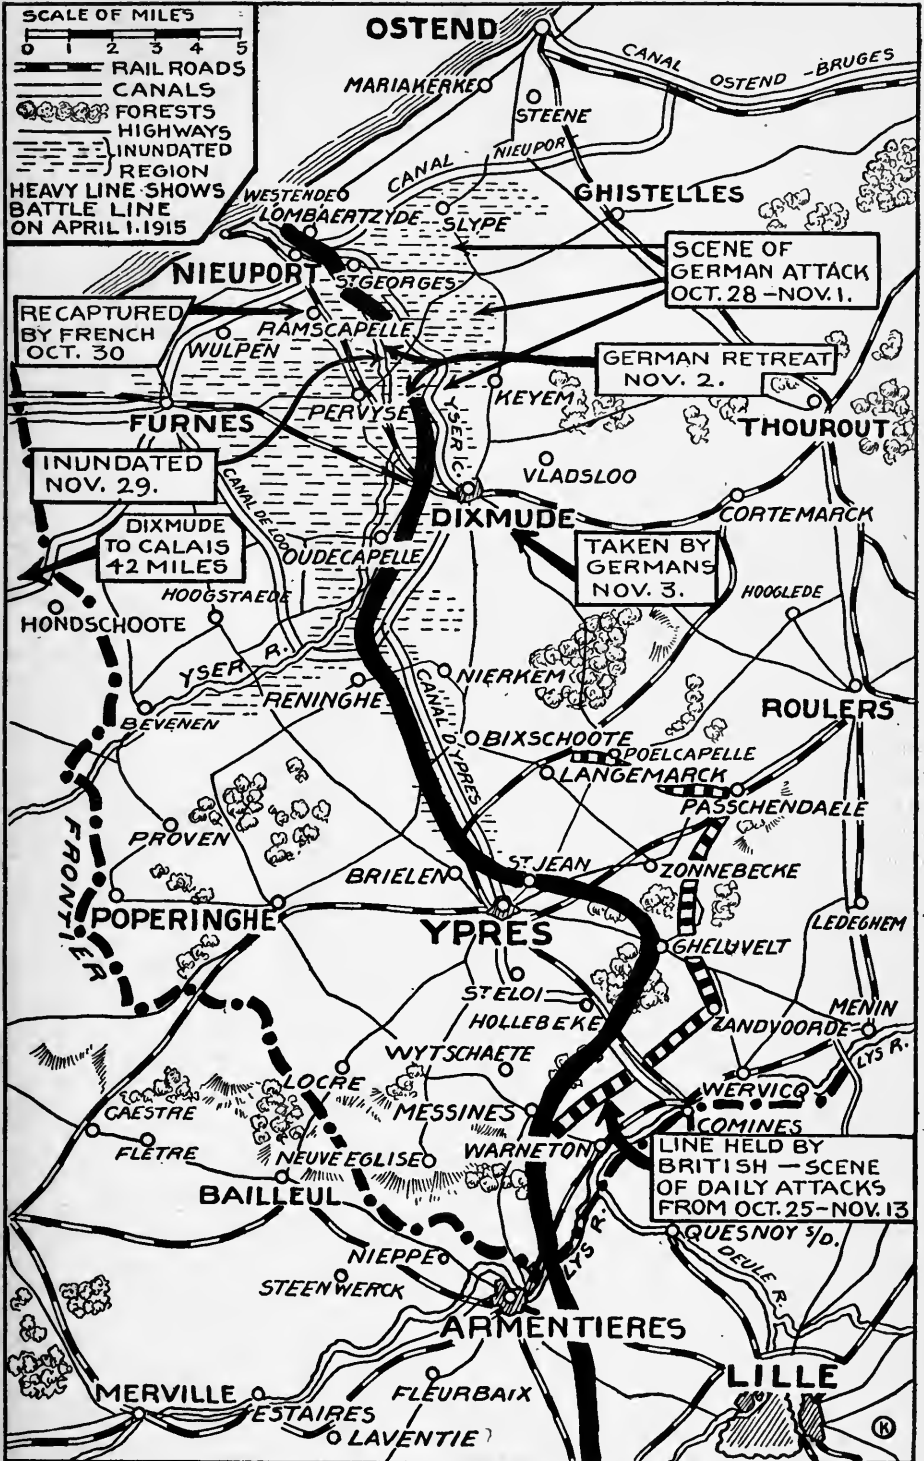 SCALE OF MILES
0 1 2 3 4 5
RAILROADS
CANALS
FORESTS
HIGHWAYS
INUNDATED
REGION
HEAVY LINE SHOWS
BATTLE LINE
ON APRIL 1. 1915
OSTEND
CANAL OSTEND-BRUGES
MARIAKERKE
STEENE
CANAL NIEUPORT
WESTENDE
LOMBAERTZYDE
SLYPE
GHISTELLES
NIEUPORT
ST GEORGES
SCENE OF
GERMAN ATTACK
OCT. 28-NOV. 1.
RECAPTURED
BY FRENCH
OCT. 30
RAMSCAPELLE
WULPEN
GERMAN RETREAT
NOV. 2.
FURNES
PERVYSE
KEYEM
YSER C.
THOUROUT
INUNDATED
NOV. 29.
VLADSLOO
CANAL DE LOO
DIXMUDE
CORTEMARCK
DIXMUDE
TO CALAIS
42 MILES
OUDECAPELLE
TAKEN BY
GERMANS
NOV. 3.
HOOGSTAEDE
HOOGLEDE
HONDSCHOOTE
YSER R.
NIERKEM
RENINGHE
BEVENEN
CANAL D'YPRES
ROULERS
BIXSCHOOTE
POELCAPELLE
LANGEMARCK
PASSCHENDAELE
PROVEN
FRONTIER
BRIELEN
ST JEAN
ZONNEBECKE
POPERINGHE
YPRES
LEDEGHEM
GHELUVELT
ST ELOI
HOLLEBEKE
ZANDVOORDE
MENIN
LYS R.
WYTSCHAETE
LOCRE
WERVICQ
CAESTRE
MESSINES
COMINES
FLETRE
NEUVE EGLISE
WARNETON
LINE HELD BY
BRITISH - SCENE
OF DAILY ATTACKS
FROM OCT. 25-NOV. 13
BAILLEUL
LYS R.
QUESNOY S/D.
NIEPPE
DEULE R.
STEENWERCK
ARMENTIERES
LILLE
MERVILLE
ESTAIRES
FLEURBAIX
LAVENTIE
K